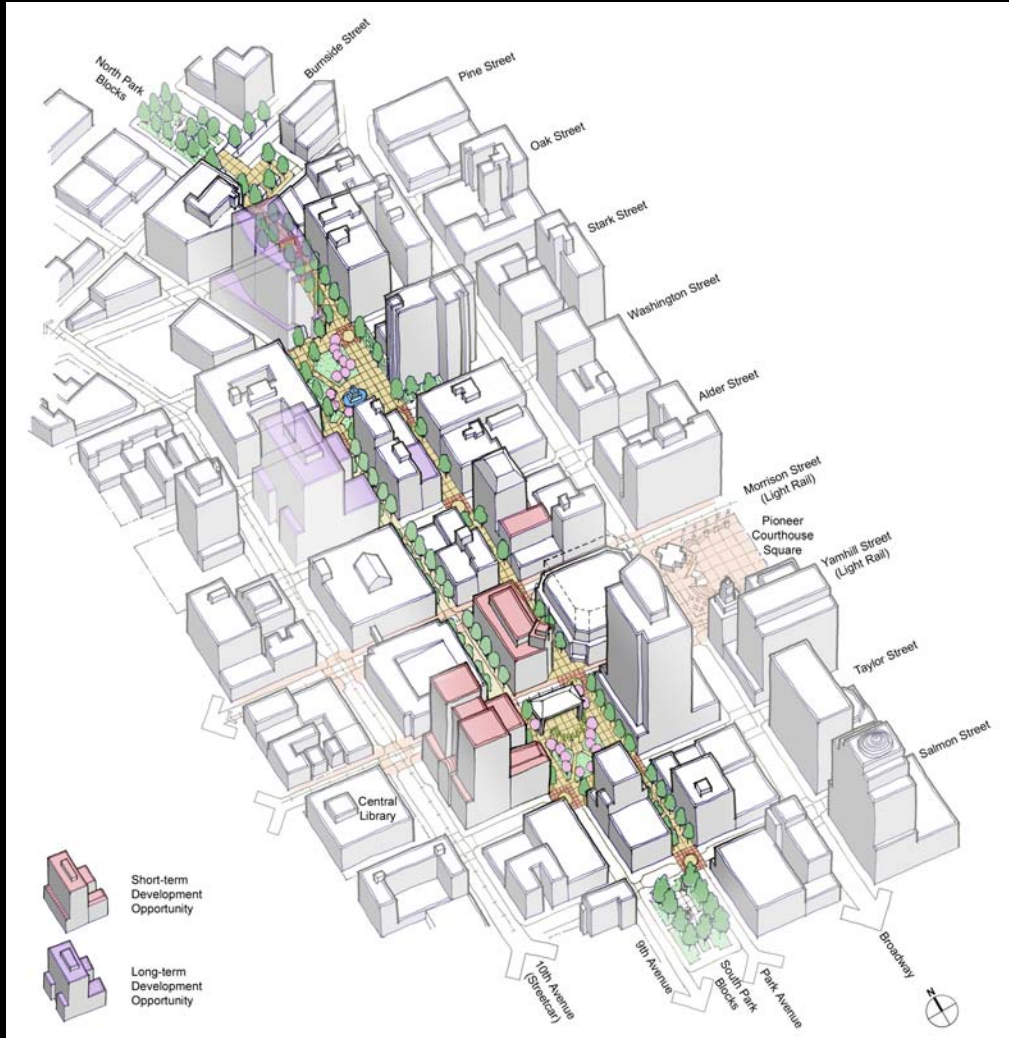 Burnside Street
North Park
Blocks
Pine Street
Oak Street
Stark Street
Washington Street
Alder Street
Morrison Street
(Light Rail)
Pioneer
Courthouse
Square
Yamhill Street
(Light Rail)
Taylor Street
Salmon Street
Central
Library
Short-term
Development
Opportunity
Long-term
Development
Opportunity
10th Avenue
(Streetcar)
9th Avenue
South Park
Blocks
Park Avenue
Broadway
N